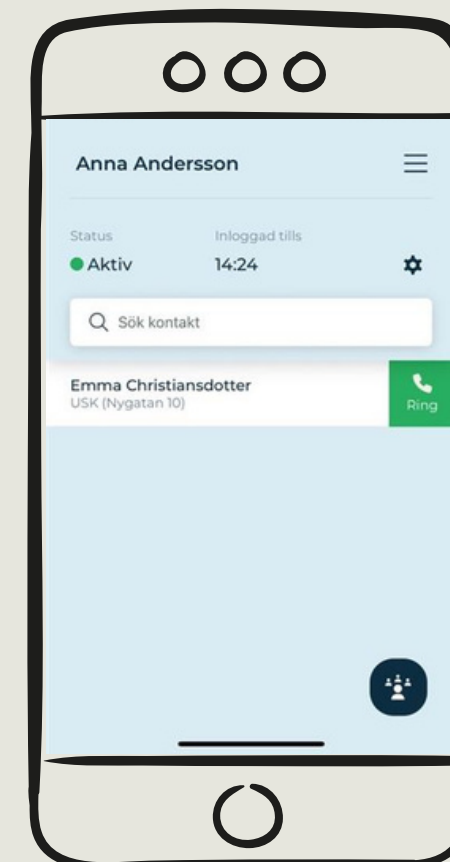 Anna Andersson
Status
Inloggad tills
Aktiv
14:24
Sök kontakt
Emma Christiansdotter
USK (Nygatan 10)
Ring